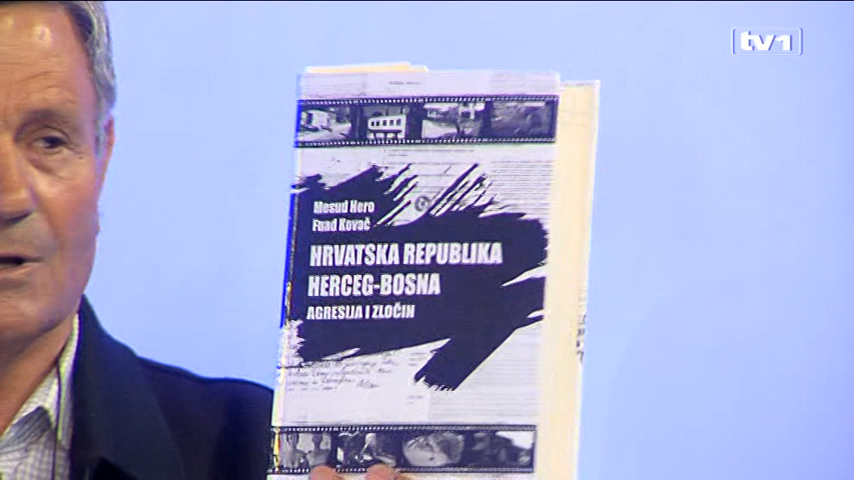 tv1
Mesud Hero
Fuad Kovač
HRVATSKA REPUBLIKA
HERCEG-BOSNA
AGRESIJA I ZLOČIN